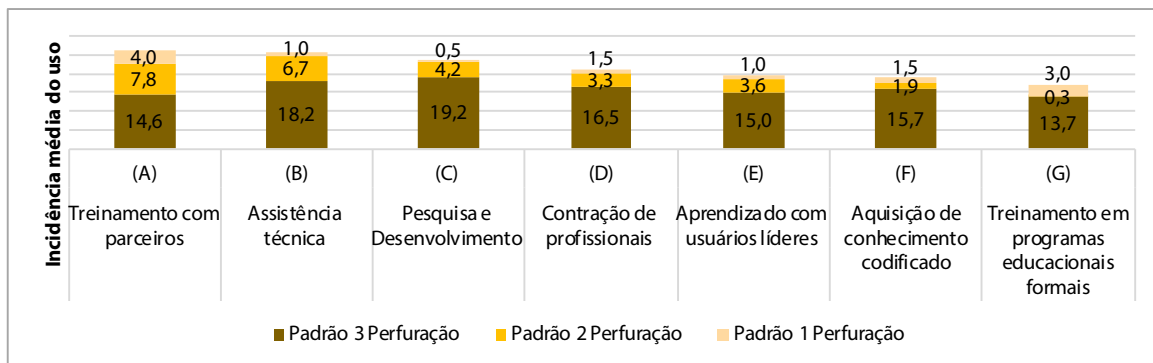 Incidência média do uso
4,0 1,0 0,5 1,5 1,0 1,5 3,0
7,8 6,7 4,2 3,3 3,6 1,9 0,3
14,6 18,2 19,2 16,5 15,0 15,7 13,7
(A) (B) (C) (D) (E) (F) (G)
Treinamento com Assistência Pesquisa e Contração de Aprendizado com Aquisição de Treinamento em
parceiros técnica Desenvolvimento profissionais usuários líderes conhecimento programas
codificado educacionais
formais
Padrão 3 Perfuração Padrão 2 Perfuração Padrão 1 Perfuração